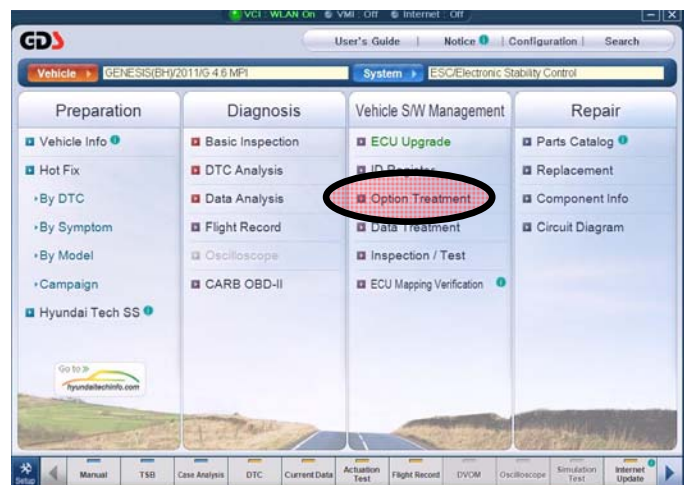 VCI : WLAN On VMI : Off Internet : Off
GDS User's Guide | Notice | Configuration | Search
Vehicle GENESIS(BH)/2011/G 4.6 MPI System ESC/Electronic Stability Control
Preparation
Vehicle Info
Hot Fix
By DTC
By Symptom
By Model
Campaign
Hyundai Tech SS
Go to
hyundaitechinfo.com
Diagnosis
Basic Inspection
DTC Analysis
Data Analysis
Flight Record
Oscilloscope
CARB OBD-II
Vehicle S/W Management
ECU Upgrade
ID Register
Option Treatment
Data Treatment
Inspection / Test
ECU Mapping Verification
Repair
Parts Catalog
Replacement
Component Info
Circuit Diagram
Setup Manual TSB Case Analysis DTC Current Data Actuation Test Flight Record DVOM Oscilloscope Simulation Test Internet Update